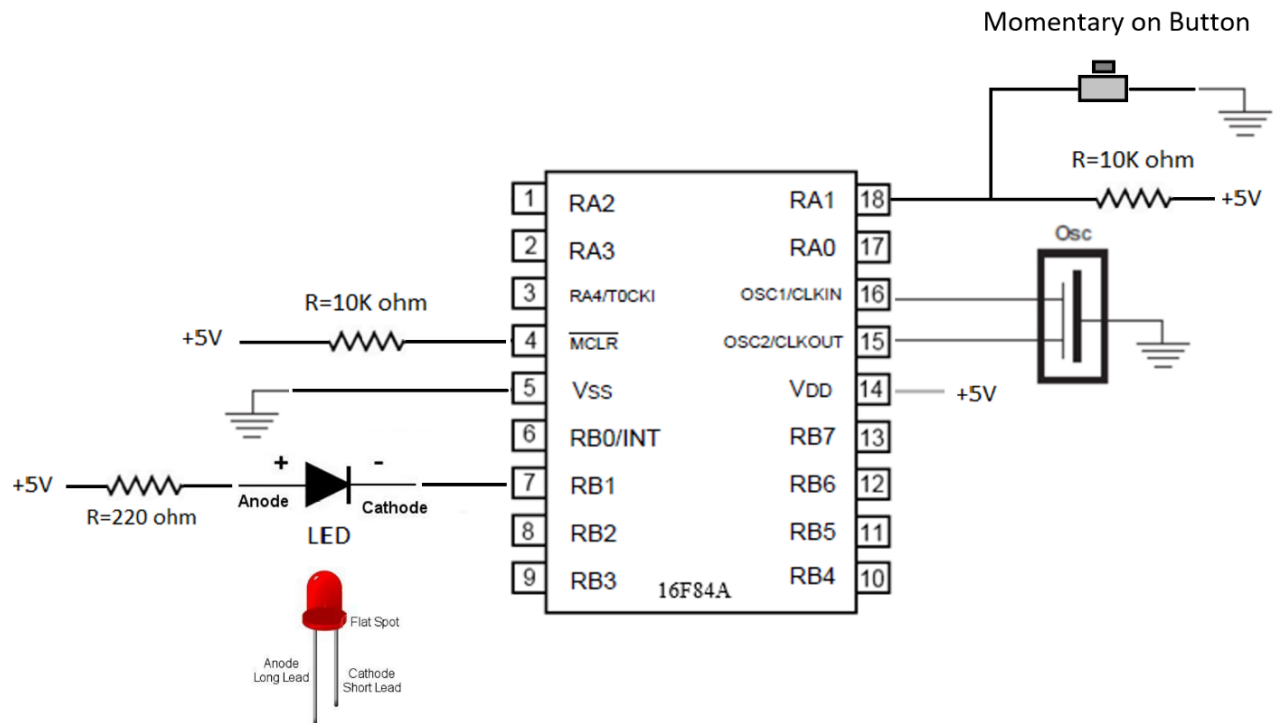 Momentary on Button
R=10K ohm
+5V
Osc
1 RA2 RA1 18
2 RA3 RA0 17
3 RA4/T0CKI OSC1/CLKIN 16
R=10K ohm
+5V
4 MCLR OSC2/CLKOUT 15
5 VSS VDD 14 +5V
6 RB0/INT RB7 13
+5V
R=220 ohm
+ -
Anode Cathode
LED
7 RB1 RB6 12
8 RB2 RB5 11
9 RB3 RB4 10
16F84A
Flat Spot
Anode
Long Lead
Cathode
Short Lead